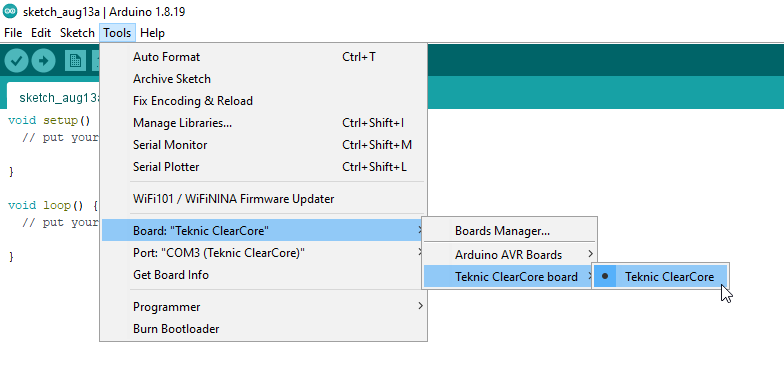 sketch_aug13a | Arduino 1.8.19
File Edit Sketch Tools Help
Auto Format Ctrl+T
Archive Sketch
sketch_aug13a
Fix Encoding & Reload
Manage Libraries... Ctrl+Shift+I
void setup()
Serial Monitor Ctrl+Shift+M
// put your
Serial Plotter Ctrl+Shift+L
}
WiFi101 / WiFiNINA Firmware Updater
void loop() {
// put your
Board: "Teknic ClearCore"
Boards Manager...
Port: "COM3 (Teknic ClearCore)"
Arduino AVR Boards
}
Get Board Info
Teknic ClearCore board
Teknic ClearCore
Programmer
Burn Bootloader